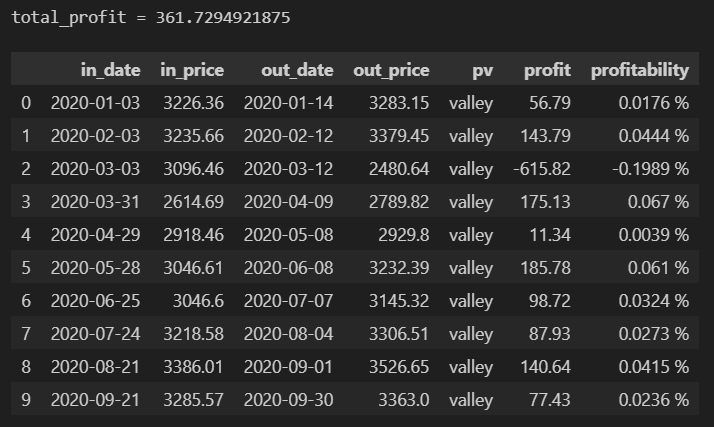 total_profit = 361.7294921875
in_date in_price out_date out_price pv profit profitability
0 2020-01-03 3226.36 2020-01-14 3283.15 valley 56.79 0.0176 %
1 2020-01-03 3235.66 2020-02-12 3379.45 valley 143.79 0.0444 %
2 2020-03-03 3096.46 2020-03-12 2480.64 valley -615.82 -0.1989 %
3 2020-03-31 2614.69 2020-04-09 2789.82 valley 175.13 0.067 %
4 2020-04-29 2918.46 2020-05-08 2929.8 valley 11.34 0.0039 %
5 2020-05-28 3046.61 2020-06-08 3232.39 valley 185.78 0.061 %
6 2020-06-25 3046.6 2020-07-07 3145.32 valley 98.72 0.0324 %
7 2020-07-24 3218.58 2020-08-04 3306.51 valley 87.93 0.0273 %
8 2020-08-21 3386.01 2020-09-01 3526.65 valley 140.64 0.0415 %
9 2020-09-21 3285.57 2020-09-30 3363.0 valley 77.43 0.0236 %